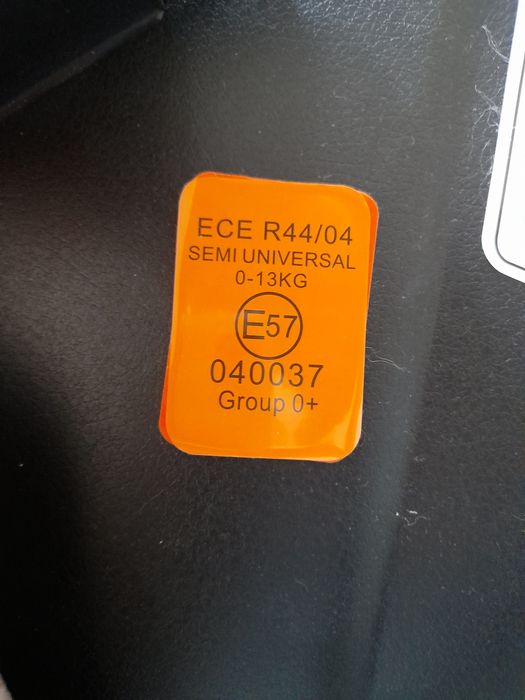 ECE R44/04
SEMI UNIVERSAL
0-13KG
E57
040037
Group 0+